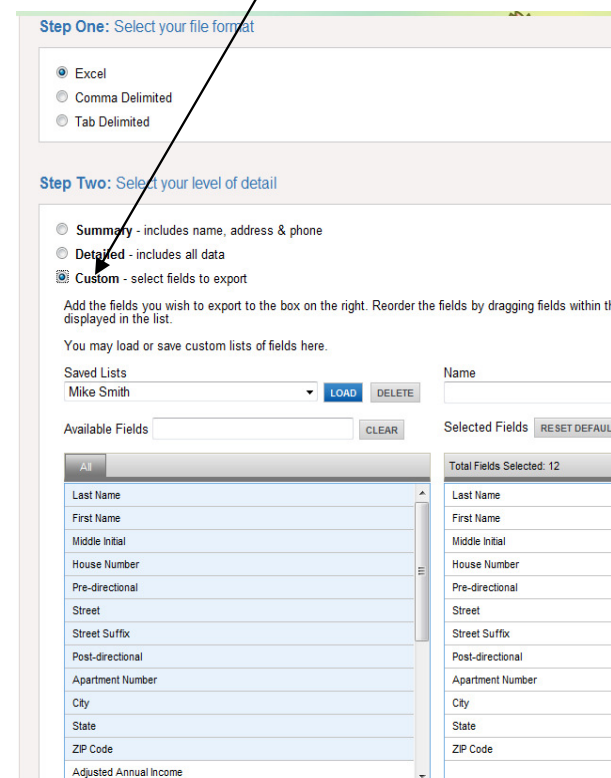 Step One: Select your file format
Excel
Comma Delimited
Tab Delimited
Step Two: Select your level of detail
Summary - includes name, address & phone
Detailed - includes all data
Custom - select fields to export
Add the fields you wish to export to the box on the right. Reorder the fields by dragging fields within
displayed in the list.
You may load or save custom lists of fields here.
Saved Lists
Name
Mike Smith
LOAD
DELETE
Available Fields
CLEAR
Selected Fields
RESET
All
Last Name
First Name
Middle Initial
House Number
Pre-directional
Street
Street Suffix
Post-directional
Apartment Number
City
State
ZIP Code
Adjusted Annual Income
Total Fields Selected: 12
Last Name
First Name
Middle Initial
House Number
Pre-directional
Street
Street Suffix
Post-directional
Apartment Number
City
State
ZIP Code